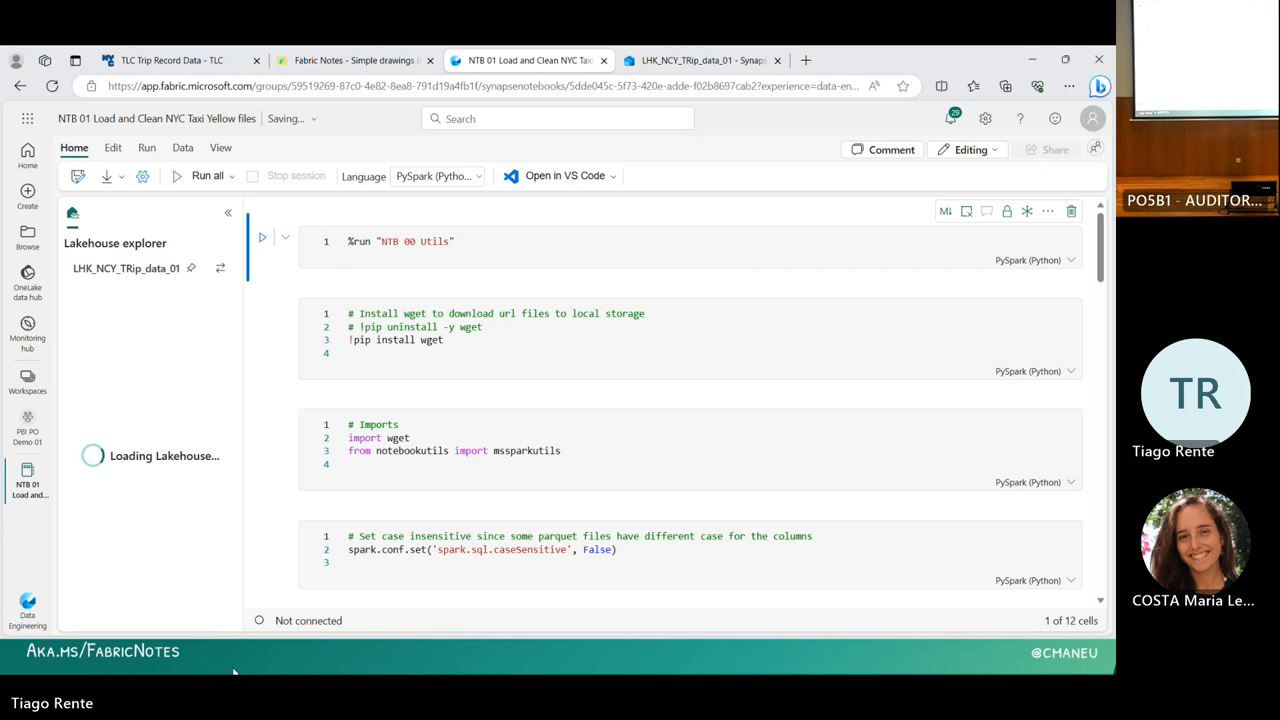 TLC Trip Record Data - TLC
Fabric Notes - Simple drawings
NTB 01 Load and Clean NYC Taxi
LHK_NCY_TRip_data_01 - Synaps
https://app.fabric.microsoft.com/groups/59519269-87c0-4e82-8ea8-791d19a4fb1f/synapsenotebooks/5dde045c-5f73-420e-adde-f02b8697cab2?experience=data-en...
NTB 01 Load and Clean NYC Taxi Yellow files
Saving...
Search
29
Home Edit Run Data View
Comment
Editing
Share
Run all
Stop session
Language
PySpark (Pytho...
Open in VS Code
Home
Create
Browse
OneLake
data hub
Monitoring
hub
Workspaces
PBI PO
Demo 01
NTB 01
Load and...
Data
Engineering
Lakehouse explorer
LHK_NCY_TRip_data_01
Loading Lakehouse...
1 %run "NTB 00 Utils"
PySpark (Python)
1 # Install wget to download url files to local storage
2 # !pip uninstall -y wget
3 !pip install wget
4
PySpark (Python)
1 # Imports
2 import wget
3 from notebookutils import mssparkutils
4
PySpark (Python)
1 # Set case insensitive since some parquet files have different case for the columns
2 spark.conf.set('spark.sql.caseSensitive', False)
3
PySpark (Python)
M↓
Not connected
1 of 12 cells
AKA.MS/FABRICNOTES
@CMANEU
Tiago Rente
PO5B1 - AUDITOR...
TR
Tiago Rente
COSTA Maria Le...